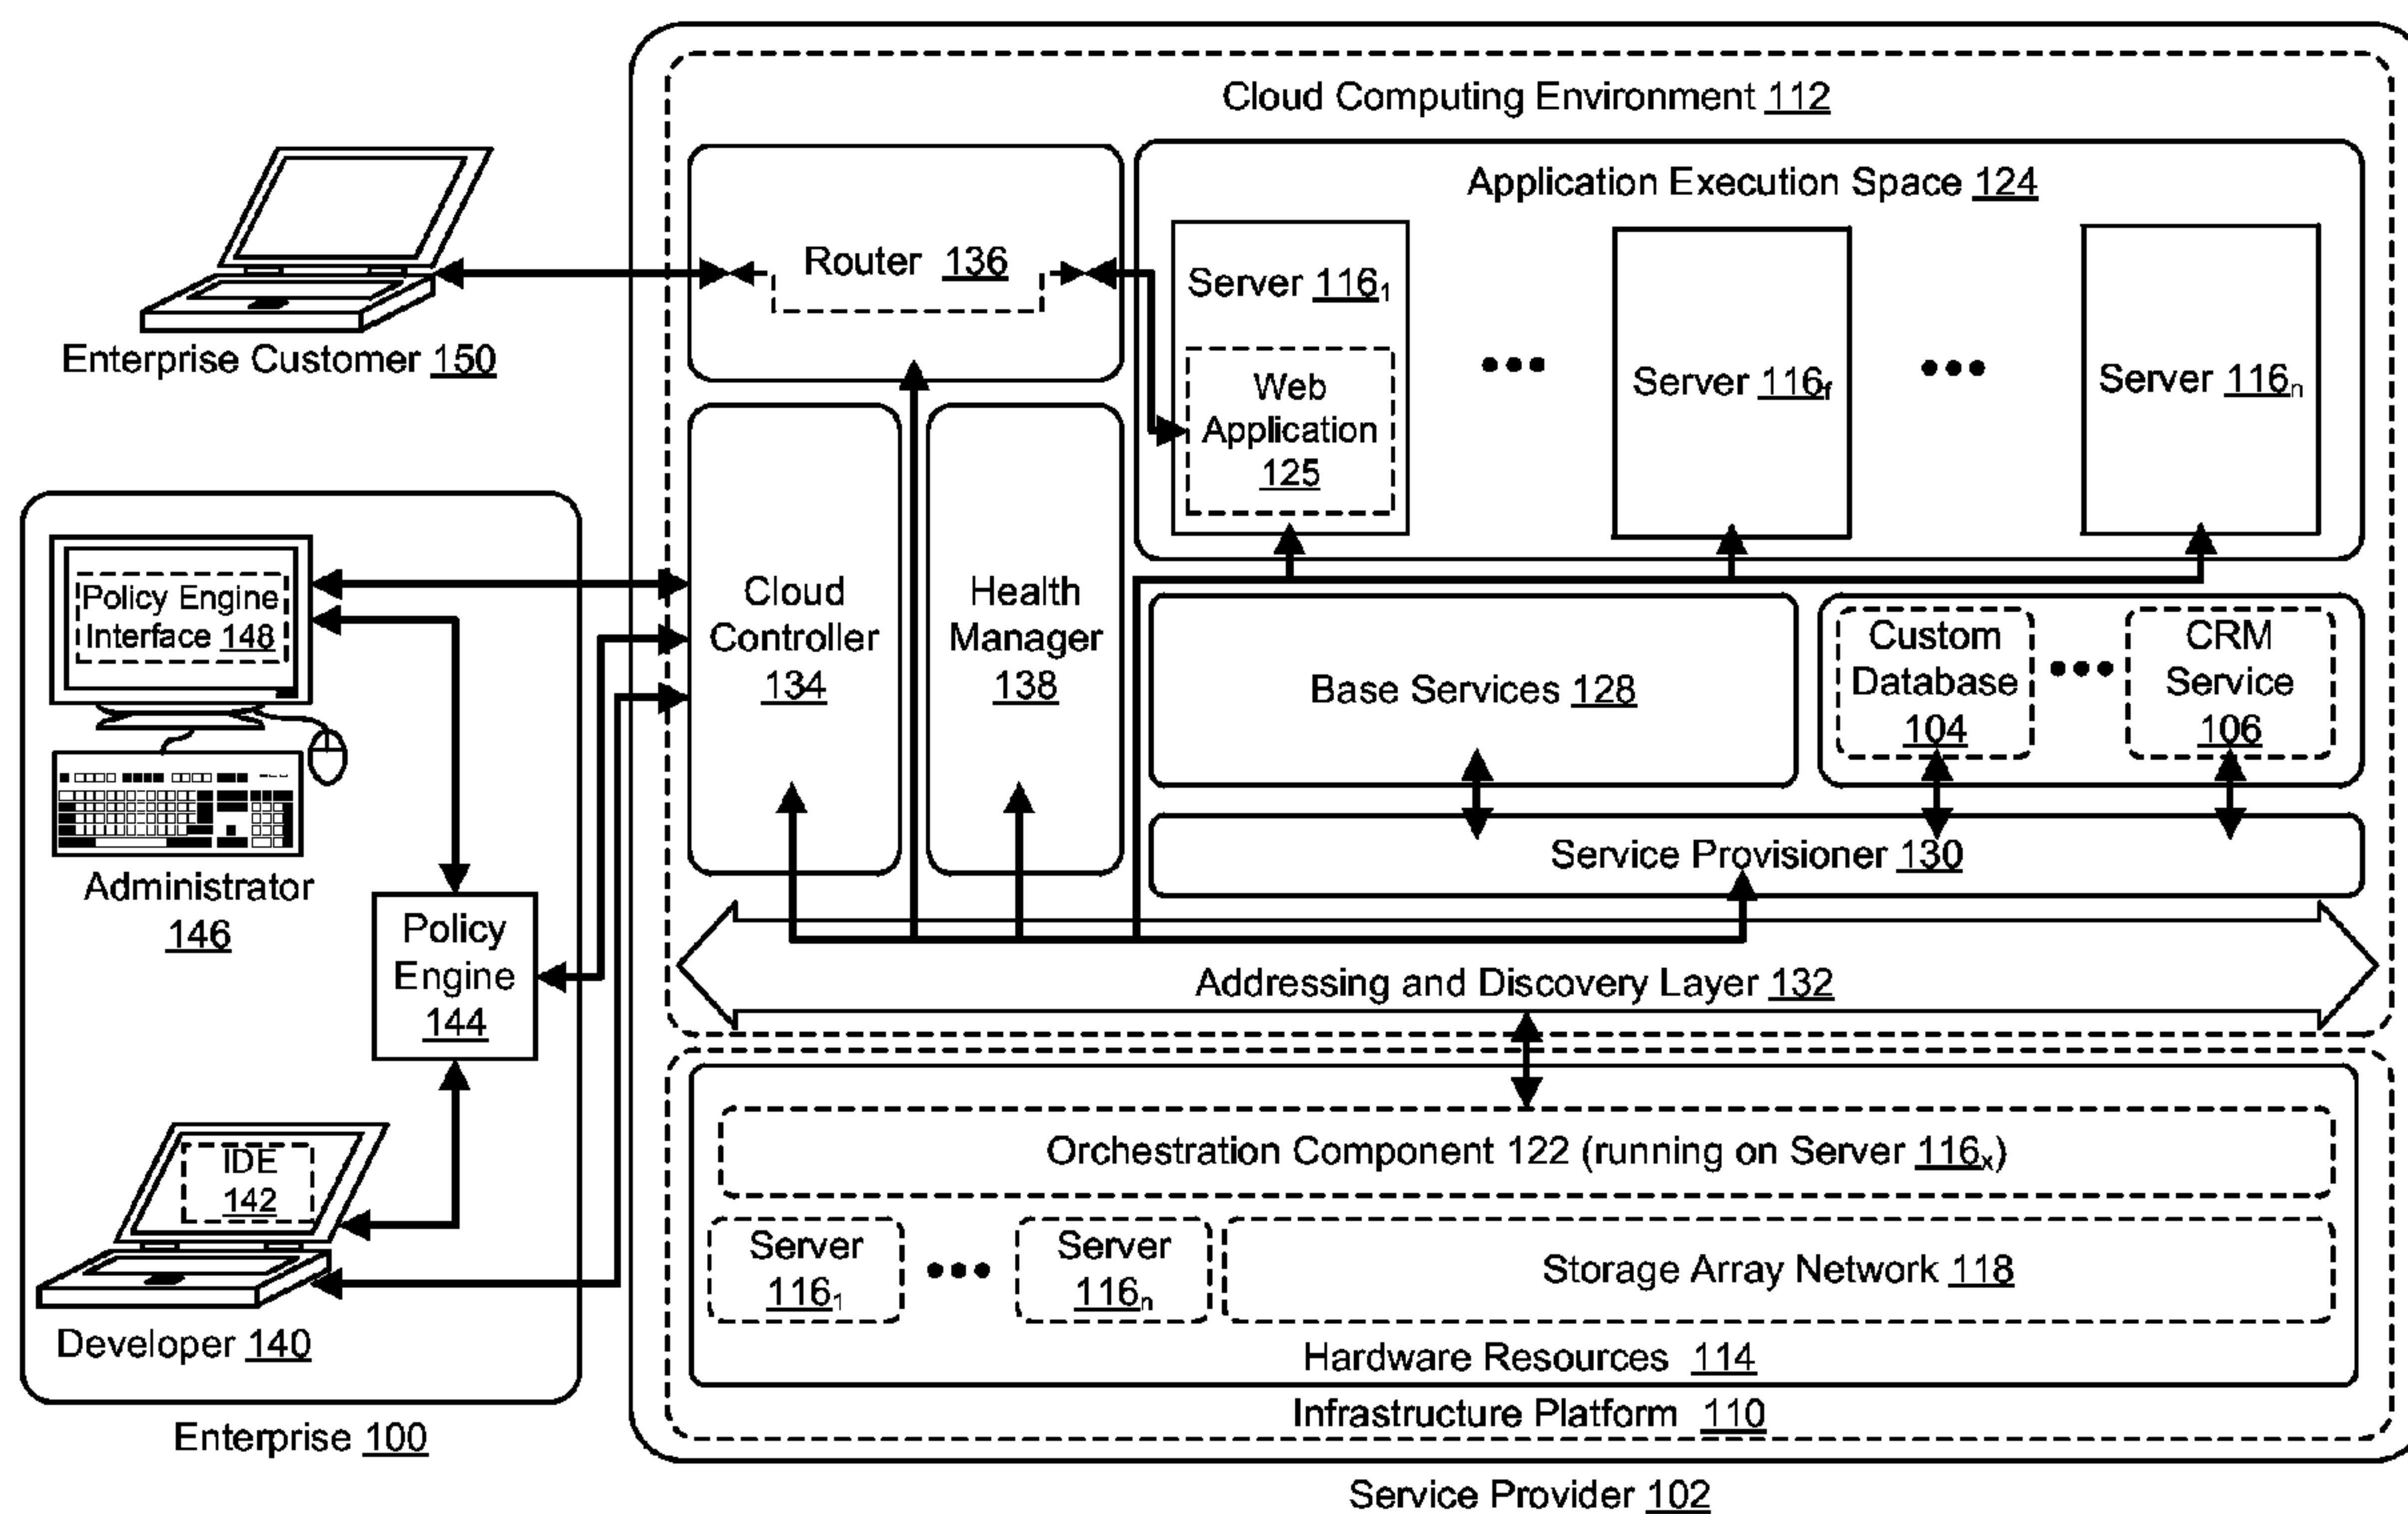 Cloud Computing Environment 112
Application Execution Space 124
Router 136
Server 116₁
Web
Application
125
Server 116f
Server 116ₙ
Enterprise Customer 150
Cloud
Controller
134
Health
Manager
138
Base Services 128
Custom
Database
104
CRM
Service
106
Service Provisioner 130
Addressing and Discovery Layer 132
Policy Engine
Interface 148
Administrator
146
Policy
Engine
144
IDE
142
Developer 140
Enterprise 100
Orchestration Component 122 (running on Server 116ₓ)
Server
116₁
Server
116ₙ
Storage Array Network 118
Hardware Resources 114
Infrastructure Platform 110
Service Provider 102